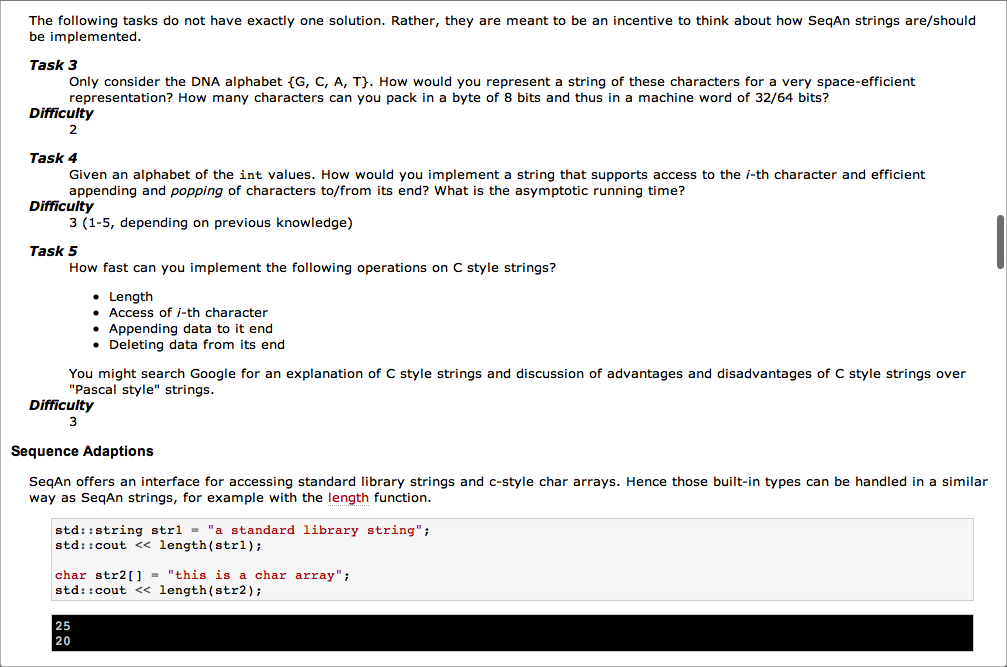 The following tasks do not have exactly one solution. Rather, they are meant to be an incentive to think about how SeqAn strings are/should
be implemented.
Task 3
Only consider the DNA alphabet {G, C, A, T}. How would you represent a string of these characters for a very space-efficient
representation? How many characters can you pack in a byte of 8 bits and thus in a machine word of 32/64 bits?
Difficulty
2
Task 4
Given an alphabet of the int values. How would you implement a string that supports access to the i-th character and efficient
appending and popping of characters to/from its end? What is the asymptotic running time?
Difficulty
3 (1-5, depending on previous knowledge)
Task 5
How fast can you implement the following operations on C style strings?
• Length
• Access of i-th character
• Appending data to it end
• Deleting data from its end
You might search Google for an explanation of C style strings and discussion of advantages and disadvantages of C style strings over
"Pascal style" strings.
Difficulty
3
Sequence Adaptions
SeqAn offers an interface for accessing standard library strings and c-style char arrays. Hence those built-in types can be handled in a similar
way as SeqAn strings, for example with the length function.
std::string str1 = "a standard library string";
std::cout << length(str1);
char str2[] = "this is a char array";
std::cout << length(str2);
25
20